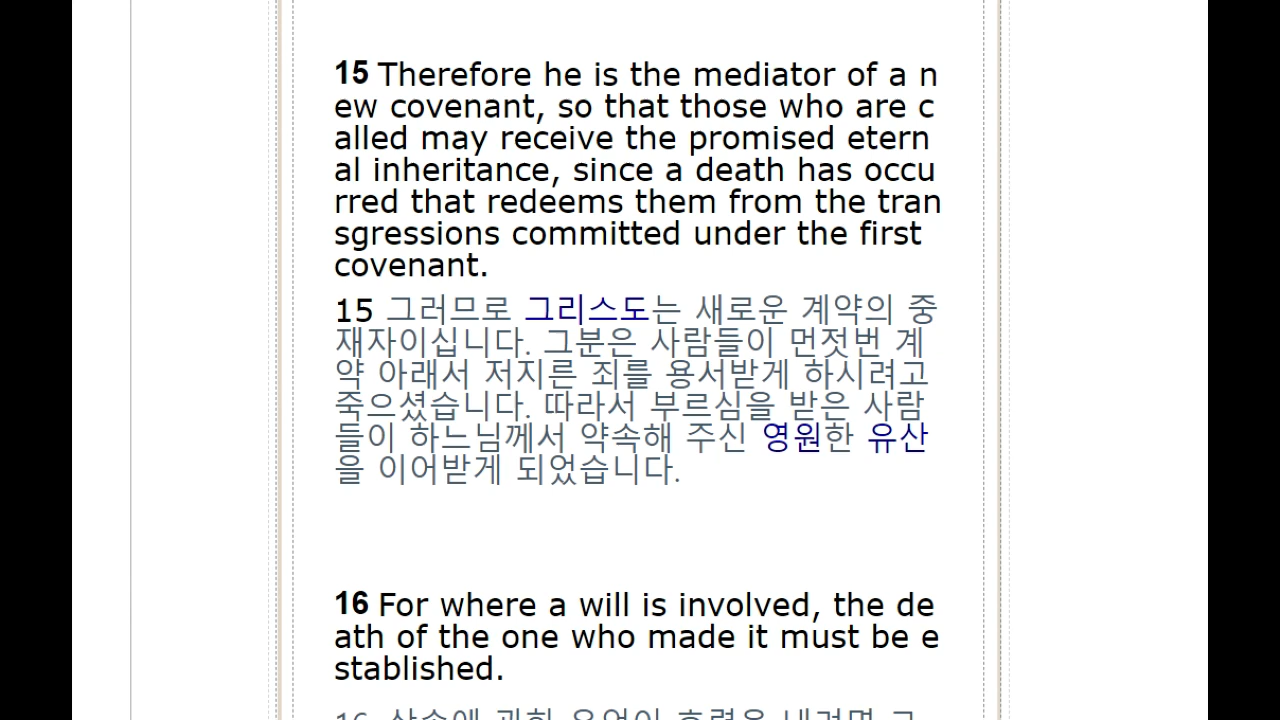 15 Therefore he is the mediator of a n
ew covenant, so that those who are c
alled may receive the promised etern
al inheritance, since a death has occu
rred that redeems them from the tran
sgressions committed under the first
covenant.
15 그러므로 그리스도는 새로운 계약의 중
재자이십니다. 그분은 사람들이 먼젓번 계
약 아래서 저지른 죄를 용서받게 하시려고
죽으셨습니다. 따라서 부르심을 받은 사람
들이 하느님께서 약속해 주신 영원한 유산
을 이어받게 되었습니다.
16 For where a will is involved, the de
ath of the one who made it must be e
stablished.
16